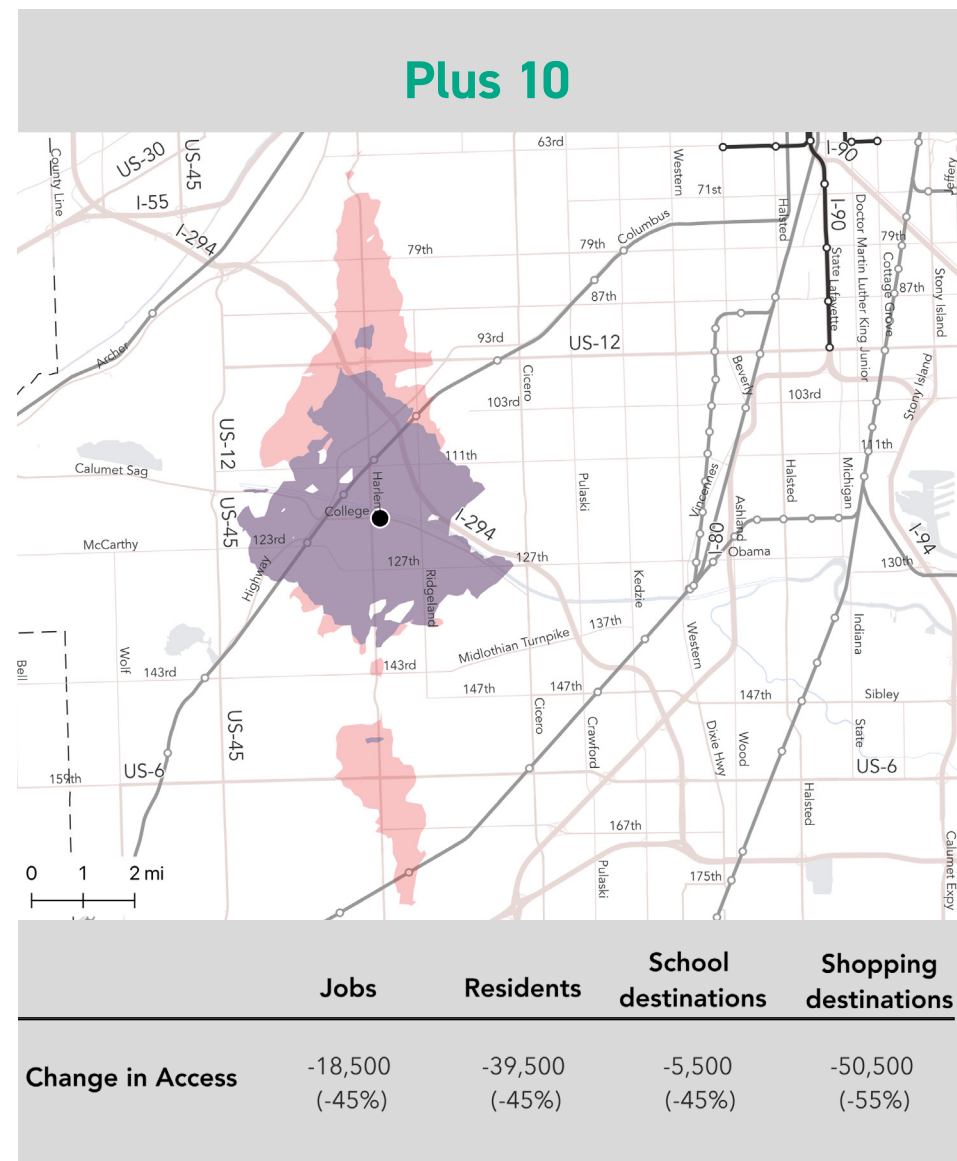 Plus 10
63rd
I-90
County Line
US-30
US-45
Western
71st
Jeffery
I-55
Halsted
I-90
Doctor Martin Luther King Junior
I-294
79th
79th
Columbus
79th
State Lafayette
Cottage Grove
Stony Island
87th
87th
93rd
US-12
Archer
Cicero
Beverly
103rd
103rd
Stony Island
US-12
111th
111th
Calumet Sag
Harlem
Pulaski
Halsted
Michigan
US-45
College
I-294
Vincennes
Ashland
I-80
I-94
McCarthy
123rd
127th
127th
Obama
130th
Highway
Ridgeland
Kedzie
137th
Indiana
Midlothian Turnpike
Western
Bell
Wolf
143rd
143rd
147th
147th
147th
Sibley
US-45
Cicero
Crawford
Dixie Hwy
Wood
State
159th
US-6
US-6
Halsted
167th
Calumet Expy
Pulaski
175th
0 1 2 mi
Jobs Residents School destinations Shopping destinations
Change in Access -18,500 -39,500 -5,500 -50,500
(-45%) (-45%) (-45%) (-55%)